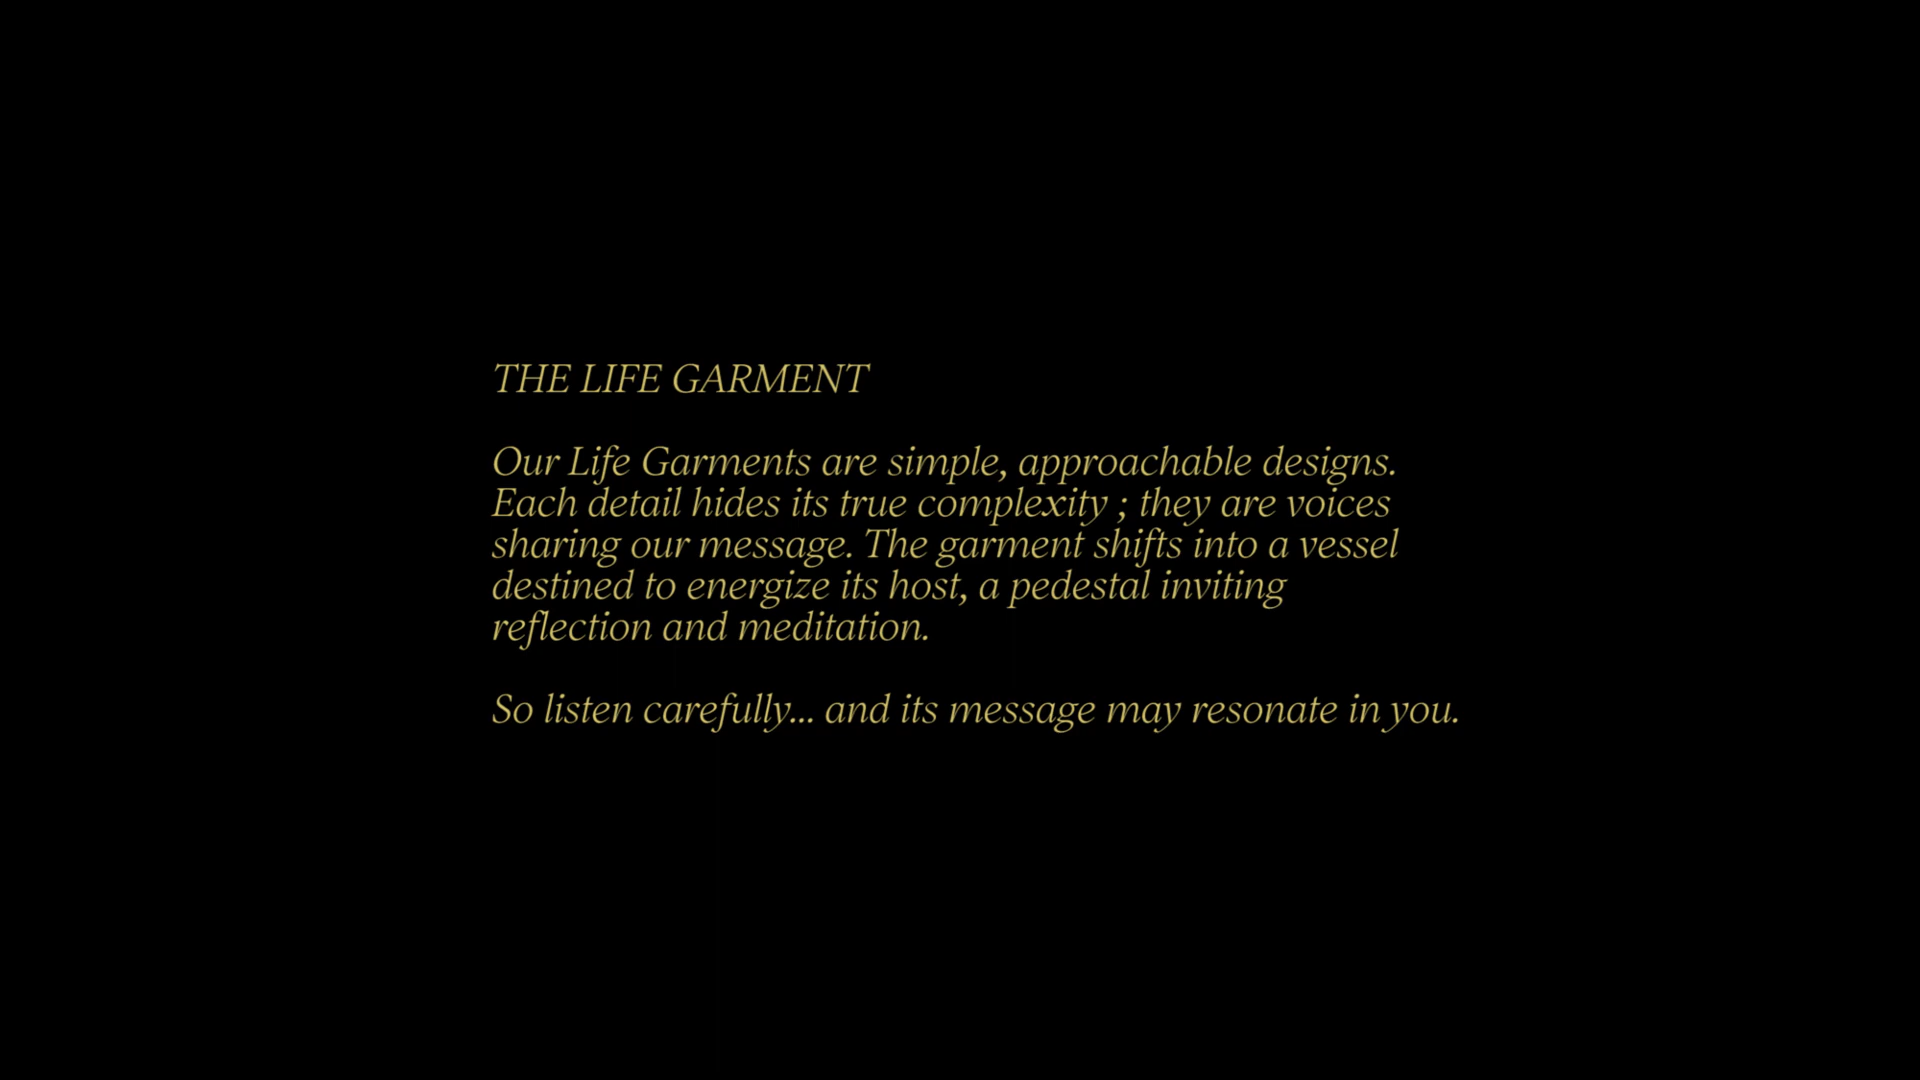 THE LIFE GARMENT
Our Life Garments are simple, approachable designs.
Each detail hides its true complexity ; they are voices
sharing our message. The garment shifts into a vessel
destined to energize its host, a pedestal inviting
reflection and meditation.
So listen carefully... and its message may resonate in you.